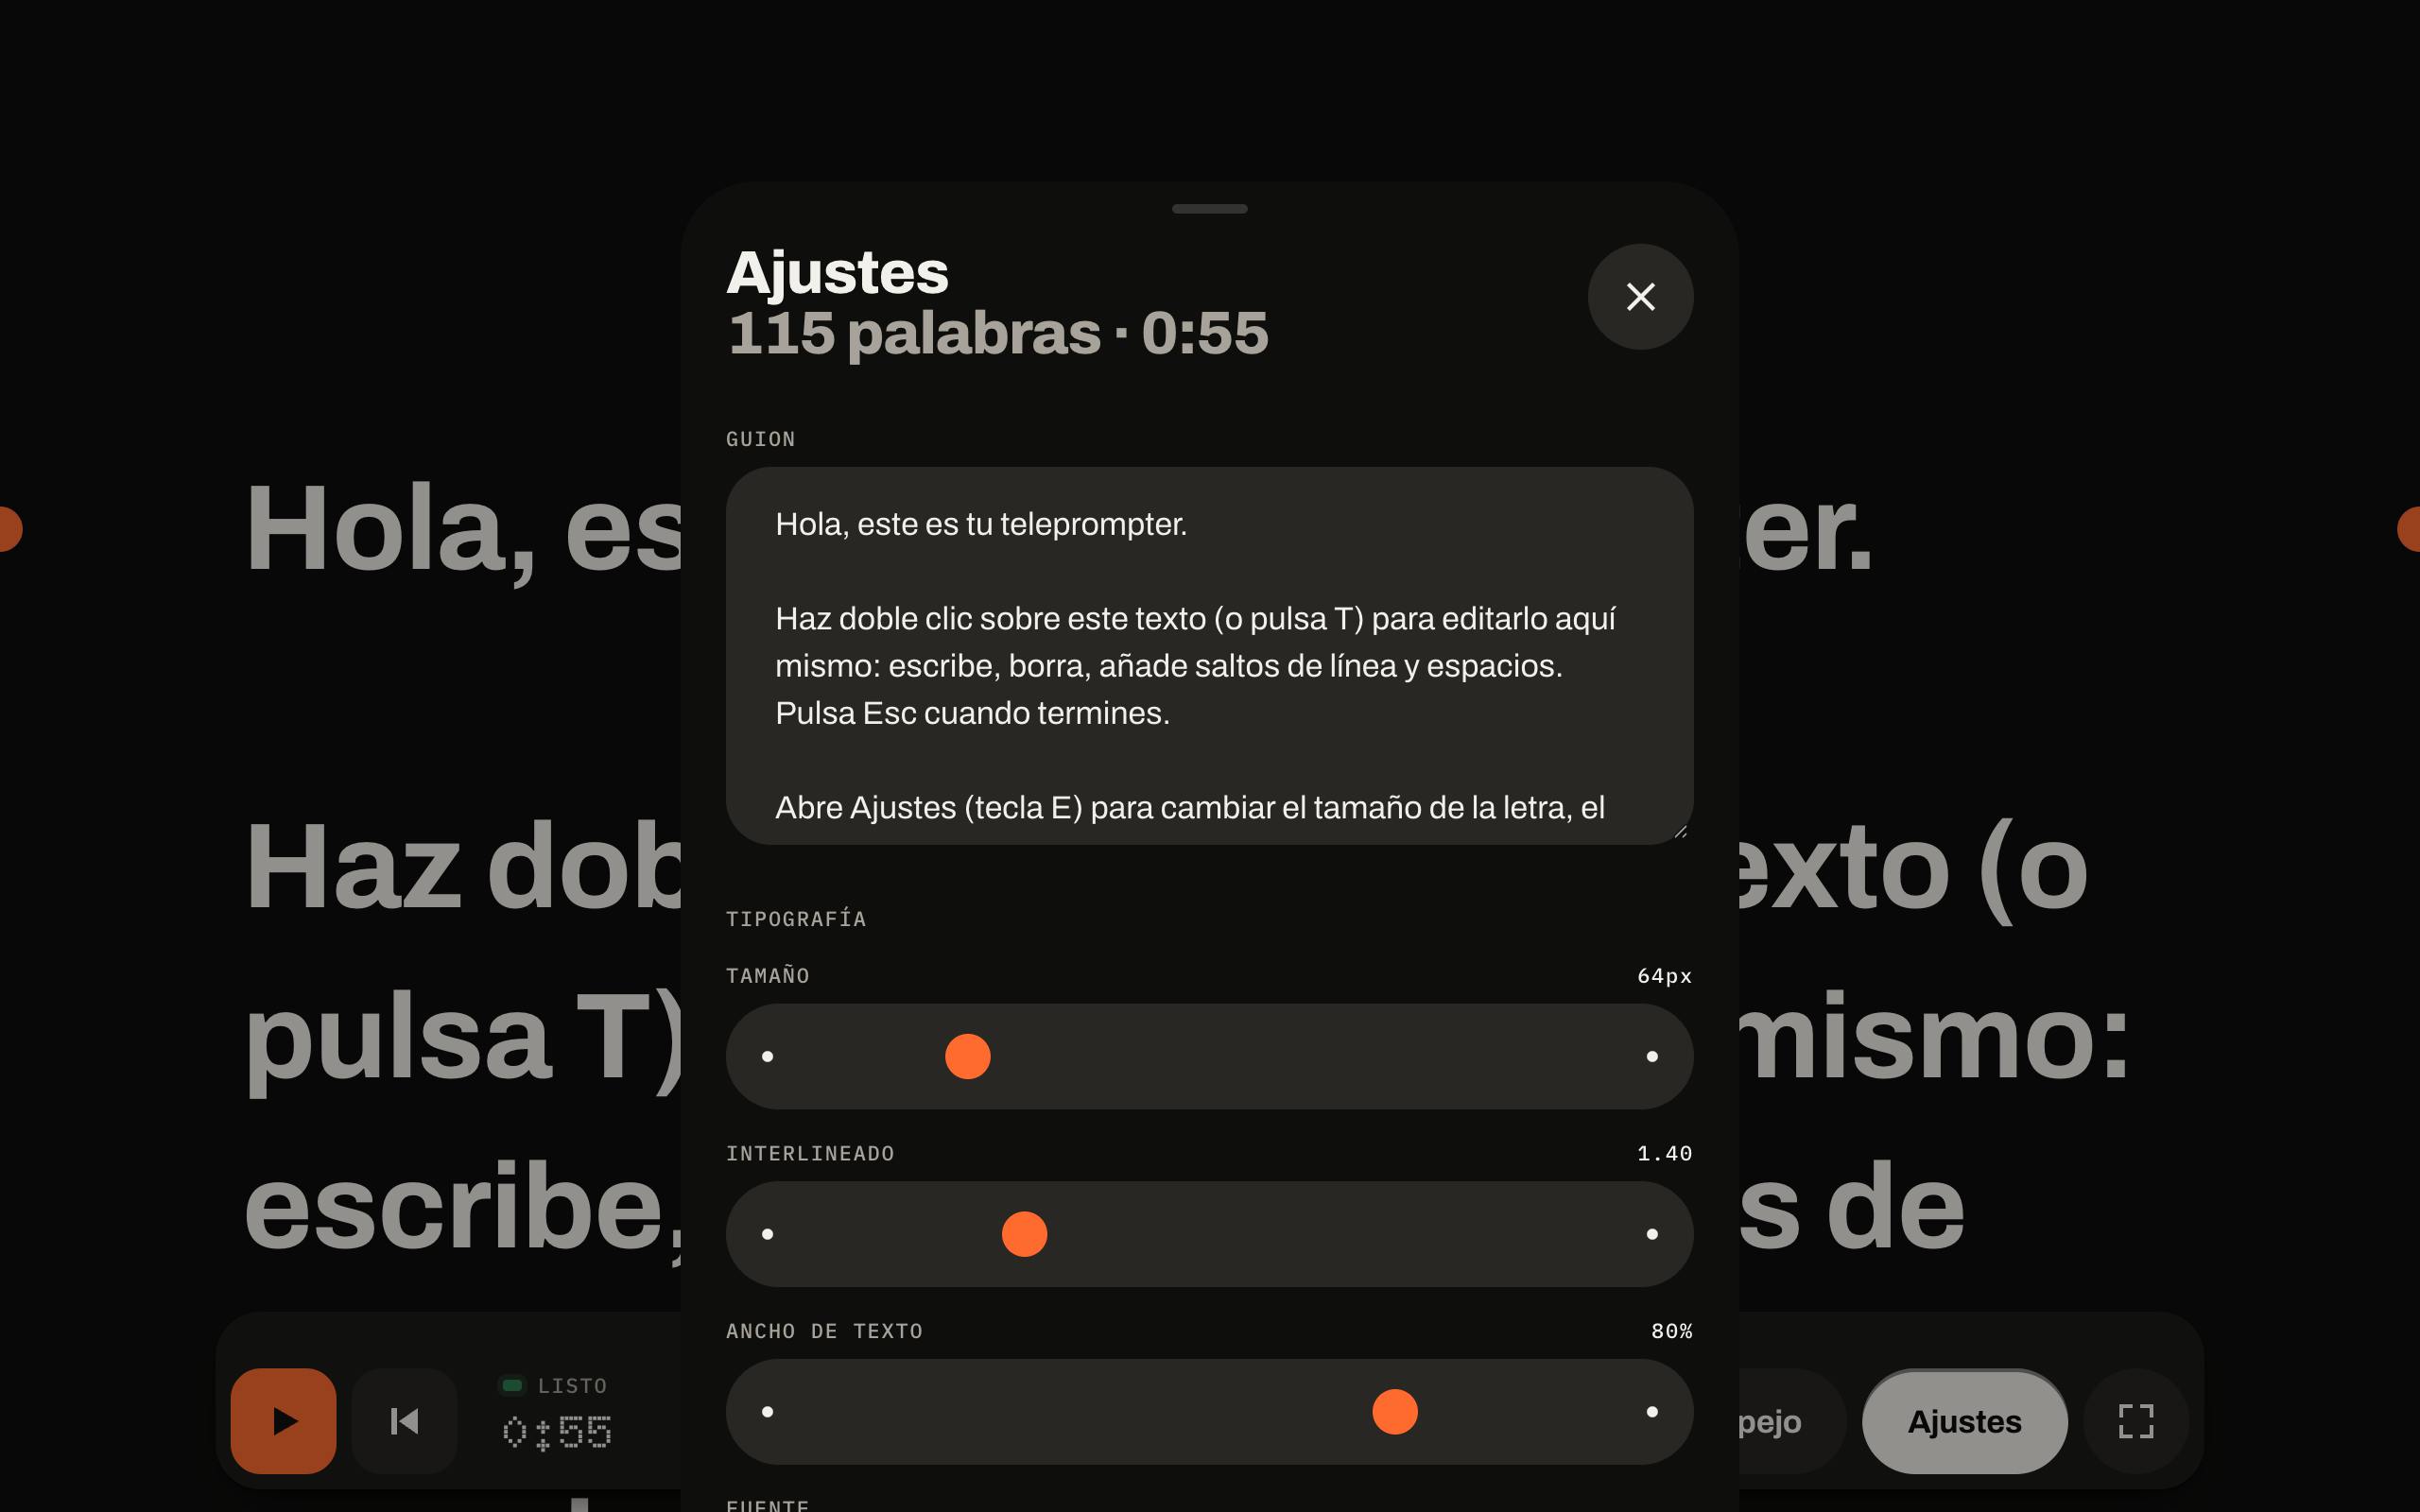 Ajustes
115 palabras · 0:55
GUION
Hola, este es tu teleprompter.
Haz doble clic sobre este texto (o pulsa T) para editarlo aquí
mismo: escribe, borra, añade saltos de línea y espacios.
Pulsa Esc cuando termines.
Abre Ajustes (tecla E) para cambiar el tamaño de la letra, el
TIPOGRAFÍA
TAMAÑO 64px
INTERLINEADO 1.40
ANCHO DE TEXTO 80%
FUENTE
Hola, es er.
Haz dob exto (o
pulsa T) mismo:
escribe, s de
LISTO
0:55
pejo
Ajustes